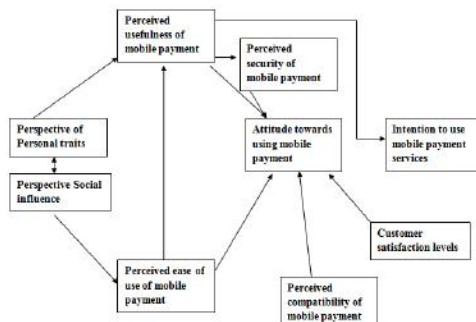 Perceived
usefulness of
mobile payment
Perceived
security of
mobile payment
Perspective of
Personal traits
Attitude towards
using mobile
payment
Intention to use
mobile payment
services
Perspective Social
influence
Customer
satisfaction levels
Perceived ease of
use of mobile
payment
Perceived
compatibility of
mobile payment